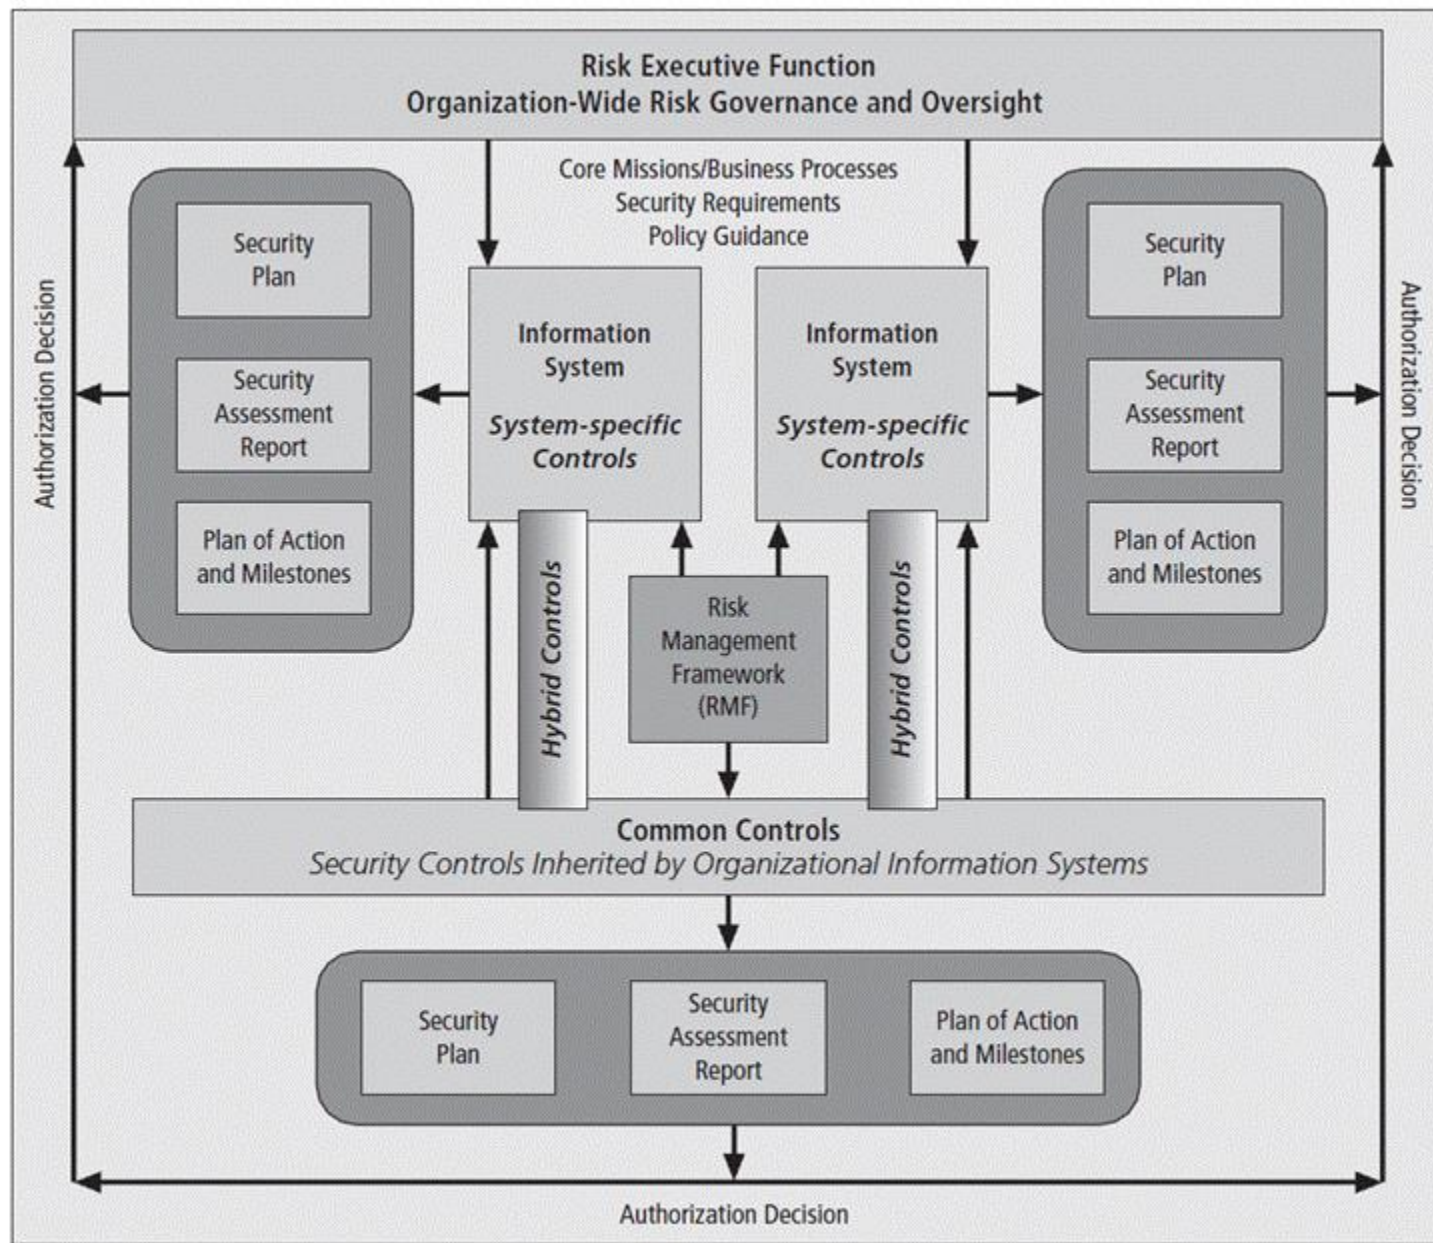 Risk Executive Function
Organization-Wide Risk Governance and Oversight
Core Missions/Business Processes
Security Requirements
Policy Guidance
Authorization Decision
Security
Plan
Security
Assessment
Report
Plan of Action
and Milestones
Information
System
System-specific
Controls
Information
System
System-specific
Controls
Security
Plan
Security
Assessment
Report
Plan of Action
and Milestones
Authorization Decision
Hybrid Controls
Risk
Management
Framework
(RMF)
Hybrid Controls
Common Controls
Security Controls Inherited by Organizational Information Systems
Security
Plan
Security
Assessment
Report
Plan of Action
and Milestones
Authorization Decision